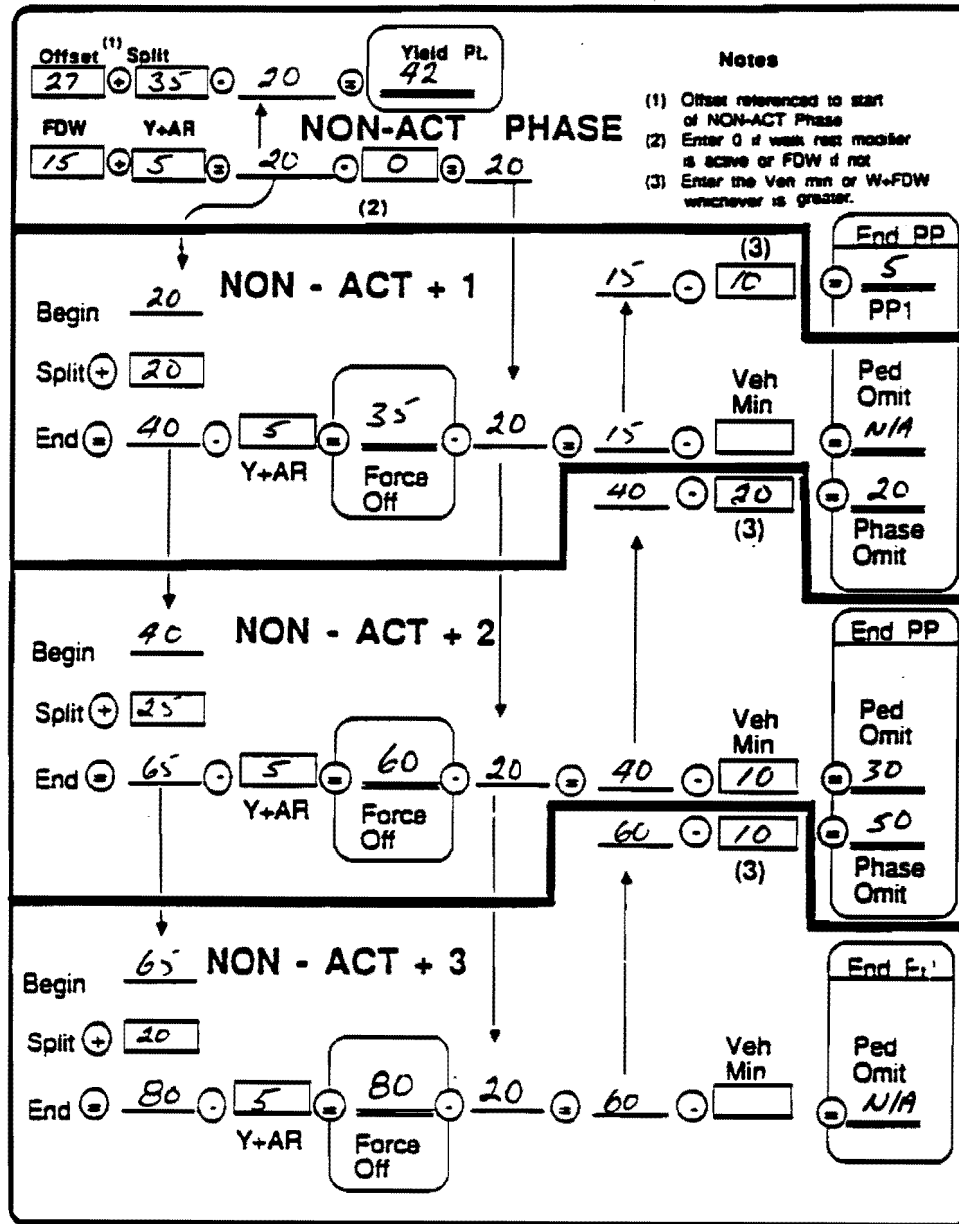 Offset (1) Split
27 + 35 - 20 = Yield Pt. 42
FDW Y+AR
NON-ACT PHASE
15 + 5 = 20 - 0 = 20
(2)
Notes
(1) Offset referenced to start
of NON-ACT Phase
(2) Enter 0 if walk rest modifier
is active or FDW if not
(3) Enter the Veh min or W+FDW
whichever is greater.
NON - ACT + 1
Begin 20
Split + 20
End = 40 - 5 = 35 - 20 = 15 - = N/A
Y+AR
Force
Off
Veh
Min
Ped
Omit
(3)
15 - 10 = 5
End PP
PP1
40 - 20 = 20
(3)
Phase
Omit
NON - ACT + 2
Begin 40
Split + 25
End = 65 - 5 = 60 - 20 = 40 - 10 = 30
Y+AR
Force
Off
Veh
Min
End PP
Ped
Omit
60 - 10 = 50
(3)
Phase
Omit
NON - ACT + 3
Begin 65
Split + 20
End = 80 - 5 = 80 - 20 = 60 - = N/A
Y+AR
Force
Off
Veh
Min
End
Ped
Omit